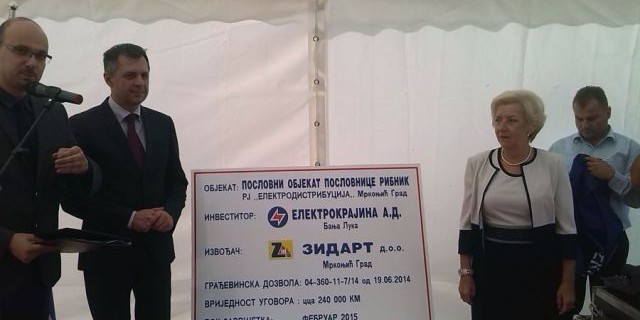 ОБЈЕКАТ: ПОСЛОВНИ ОБЈЕКАТ ПОСЛОВНИЦЕ РИБНИК
РЈ ,,ЕЛЕКТРОДИСТРИБУЦИЈА,, Мркоњић Град
ИНВЕСТИТОР: ЕЛЕКТРОКРАЈИНА А.Д.
Бања Лука
ИЗВОЂАЧ: ЗИДАРТ д.о.о.
Мркоњић Град
ГРАЂЕВИНСКА ДОЗВОЛА: 04-360-11-7/14 од 19.06.2014
ВРИЈЕДНОСТ УГОВОРА : цца 240 000 КМ
ФЕБРУАР 2015